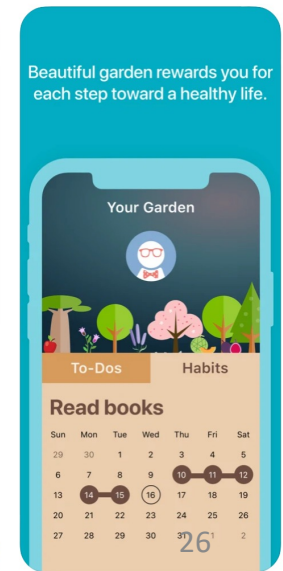 Beautiful garden rewards you for
each step toward a healthy life.
Your Garden
To-Dos Habits
Read books
Sun Mon Tue Wed Thu Fri Sat
29 30 1 2 3 4 5
6 7 8 9 10 11 12
13 14 15 16 17 18 19
20 21 22 23 24 25 26
27 28 29 30 31 1 2
26